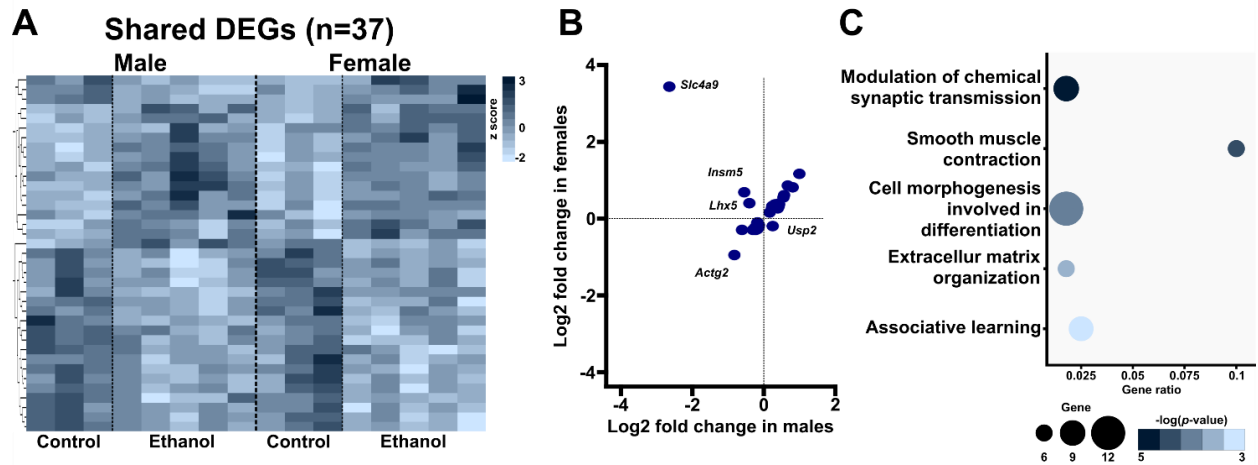 A
Shared DEGs (n=37)
Male
Female
3
0
-2
z score
Control
Ethanol
Control
Ethanol
B
4
2
0
-2
-4
Log2 fold change in females
Slc4a9
Insm5
Lhx5
Usp2
Actg2
-4
-2
0
2
Log2 fold change in males
C
Modulation of chemical
synaptic transmission
Smooth muscle
contraction
Cell morphogenesis
involved in
differentiation
Extracellur matrix
organization
Associative learning
0.025
0.05
0.075
0.1
Gene ratio
Gene
6
9
12
-log(p-value)
5
3